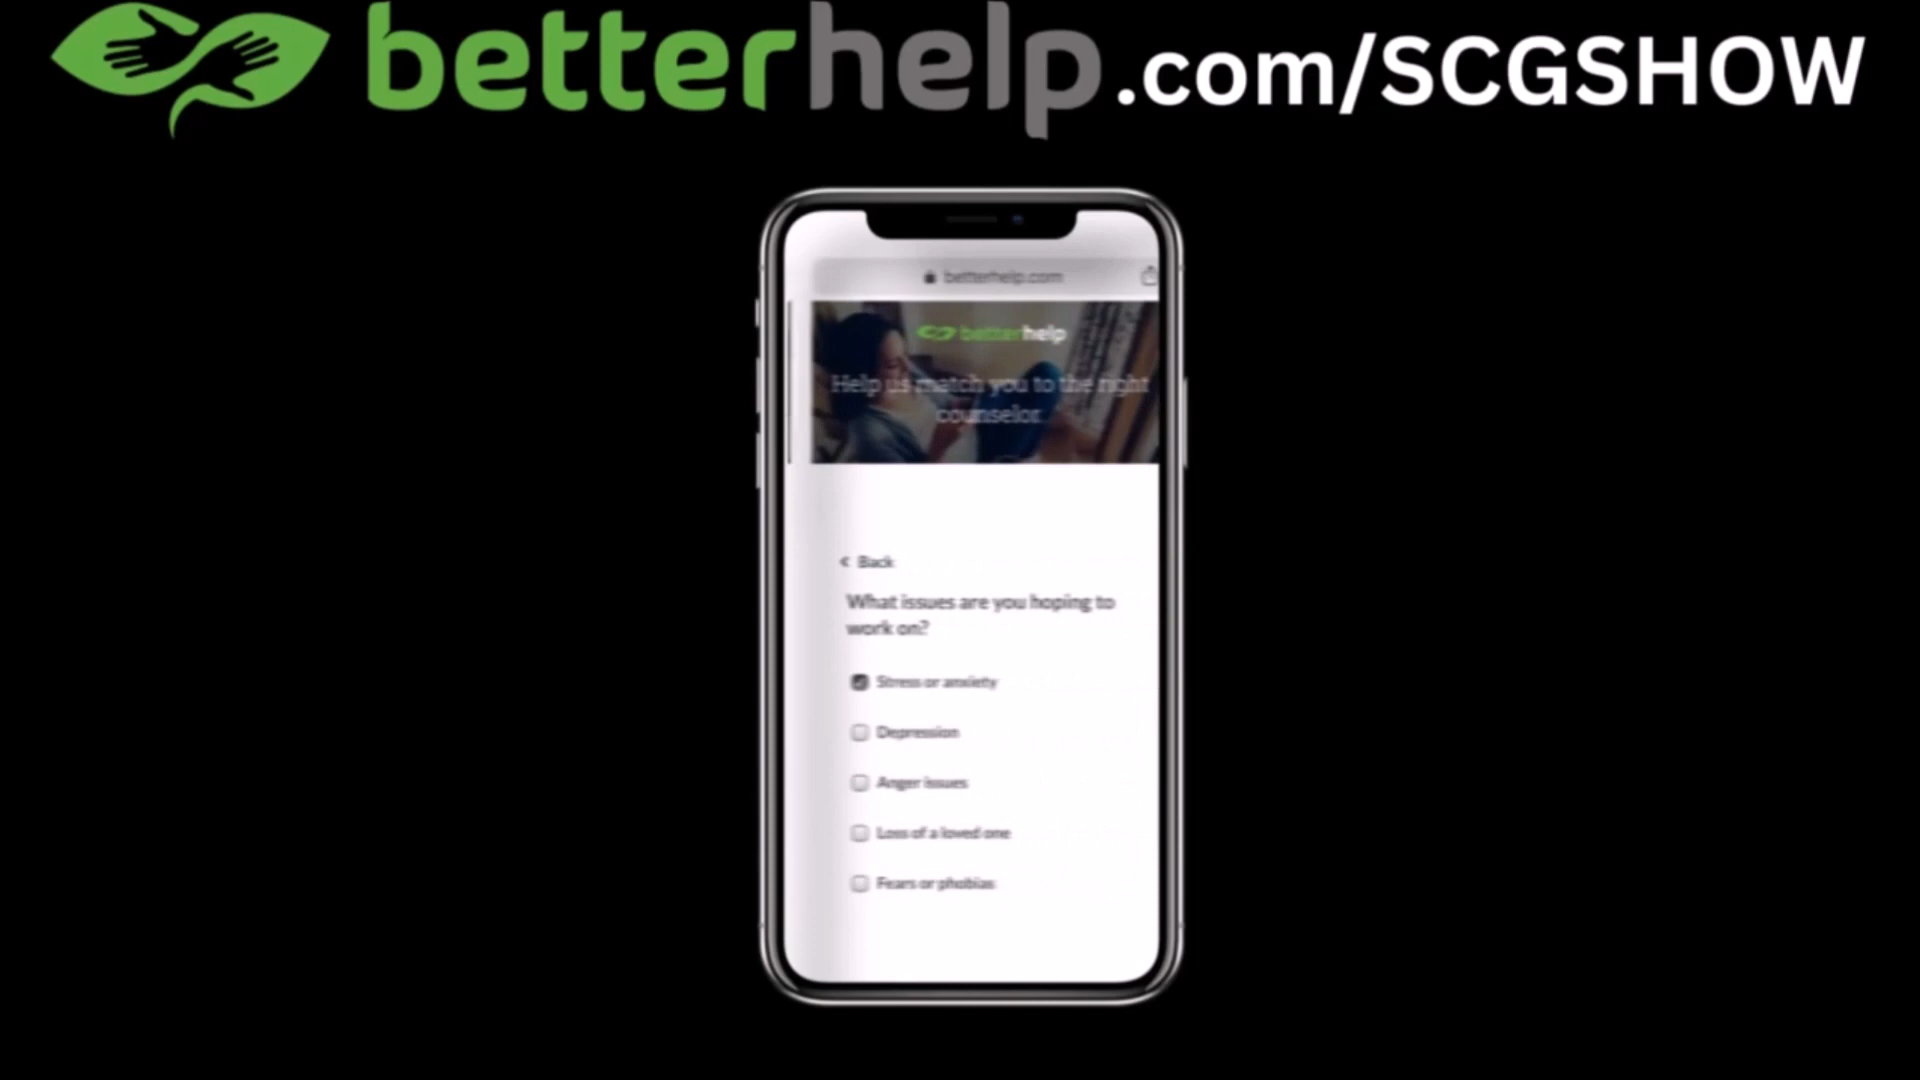 betterhelp.com/SCGSHOW
betterhelp.com
betterhelp
Help us match you to the right
counselor.
< Back
What issues are you hoping to
work on?
Stress or anxiety
Depression
Anger issues
Loss of a loved one
Fears or phobias